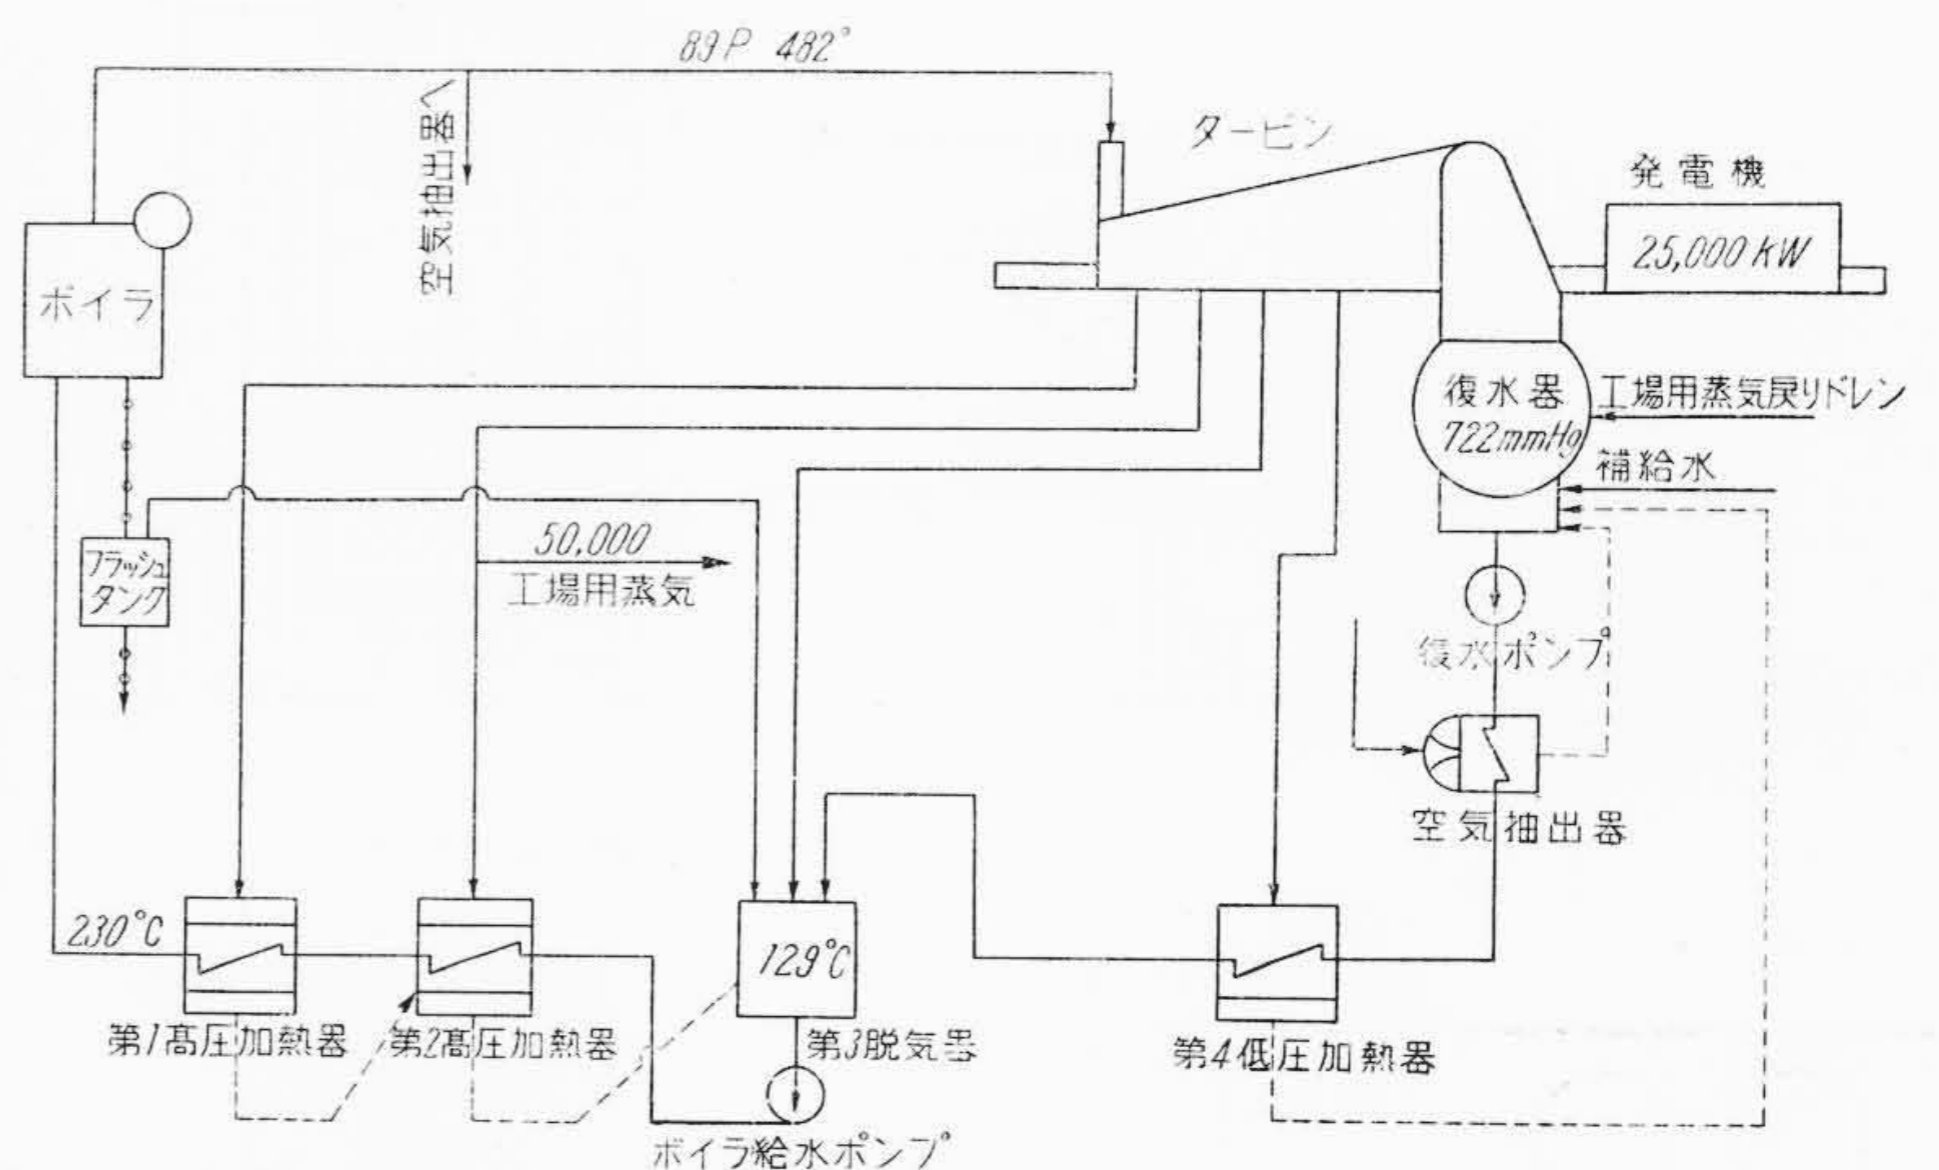 89P 482°
空気抽出器へ
タービン
発電機
25,000 kW
ボイラ
復水器
722mmHg
工場用蒸気戻りドレン
補給水
50,000
工場用蒸気
フラッシュ
タンク
復水ポンプ
空気抽出器
230°C
129°C
第1高圧加熱器
第2高圧加熱器
第3脱気器
第4低圧加熱器
ボイラ給水ポンプ